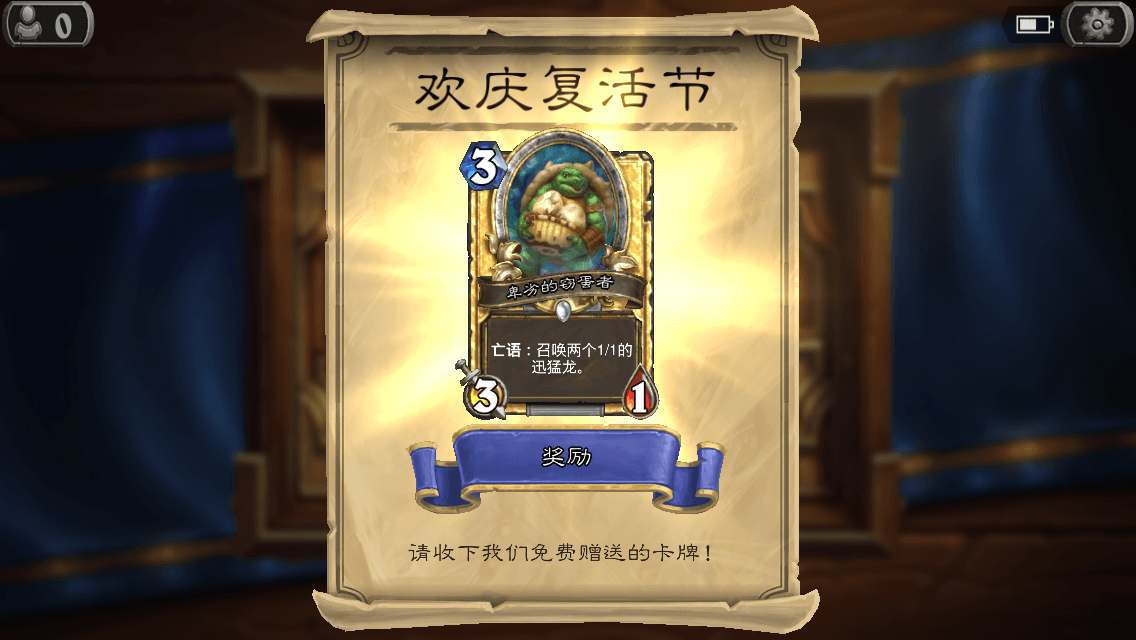 0
欢庆复活节
3
卑劣的窃蛋者
亡语：召唤两个1/1的
迅猛龙。
3
1
奖励
请收下我们免费赠送的卡牌！